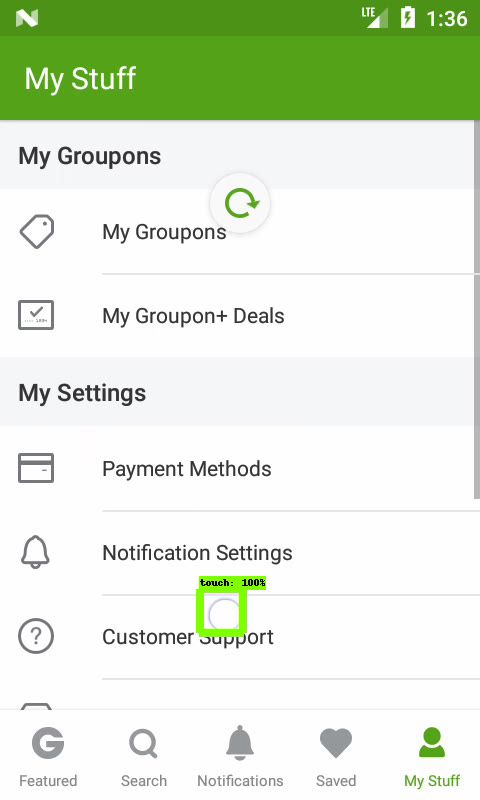 LTE 1:36
My Stuff
My Groupons
My Groupons
My Groupon+ Deals
My Settings
Payment Methods
Notification Settings
touch: 100%
Customer Support
Featured Search Notifications Saved My Stuff